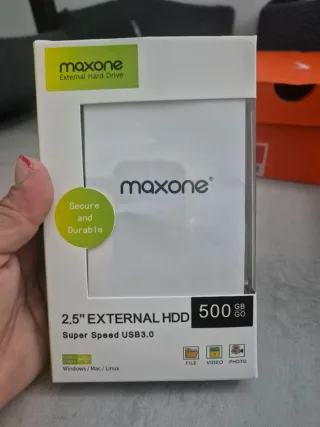 maxone
External Hard Drive
maxone®
Secure
and
Durable
2,5" EXTERNAL HDD
500 GB GO
Super Speed USB3.0
Windows / Mac / Linux
FILE
VIDEO
PHOTO